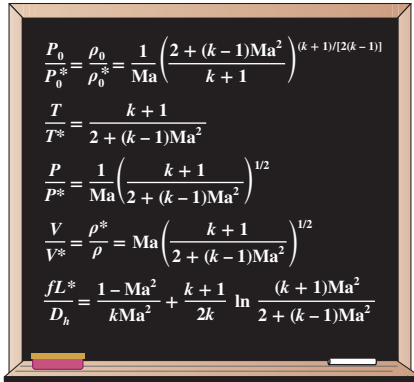 P₀/P₀* = ρ₀/ρ₀* = 1/Ma ((2 + (k – 1)Ma²)/(k + 1))^((k + 1)/[2(k – 1)])
T/T* = (k + 1)/(2 + (k – 1)Ma²)
P/P* = 1/Ma ((k + 1)/(2 + (k – 1)Ma²))^(1/2)
V/V* = ρ*/ρ = Ma ((k + 1)/(2 + (k – 1)Ma²))^(1/2)
fL*/D_h = (1 – Ma²)/(kMa²) + (k + 1)/(2k) ln ((k + 1)Ma²)/(2 + (k – 1)Ma²)